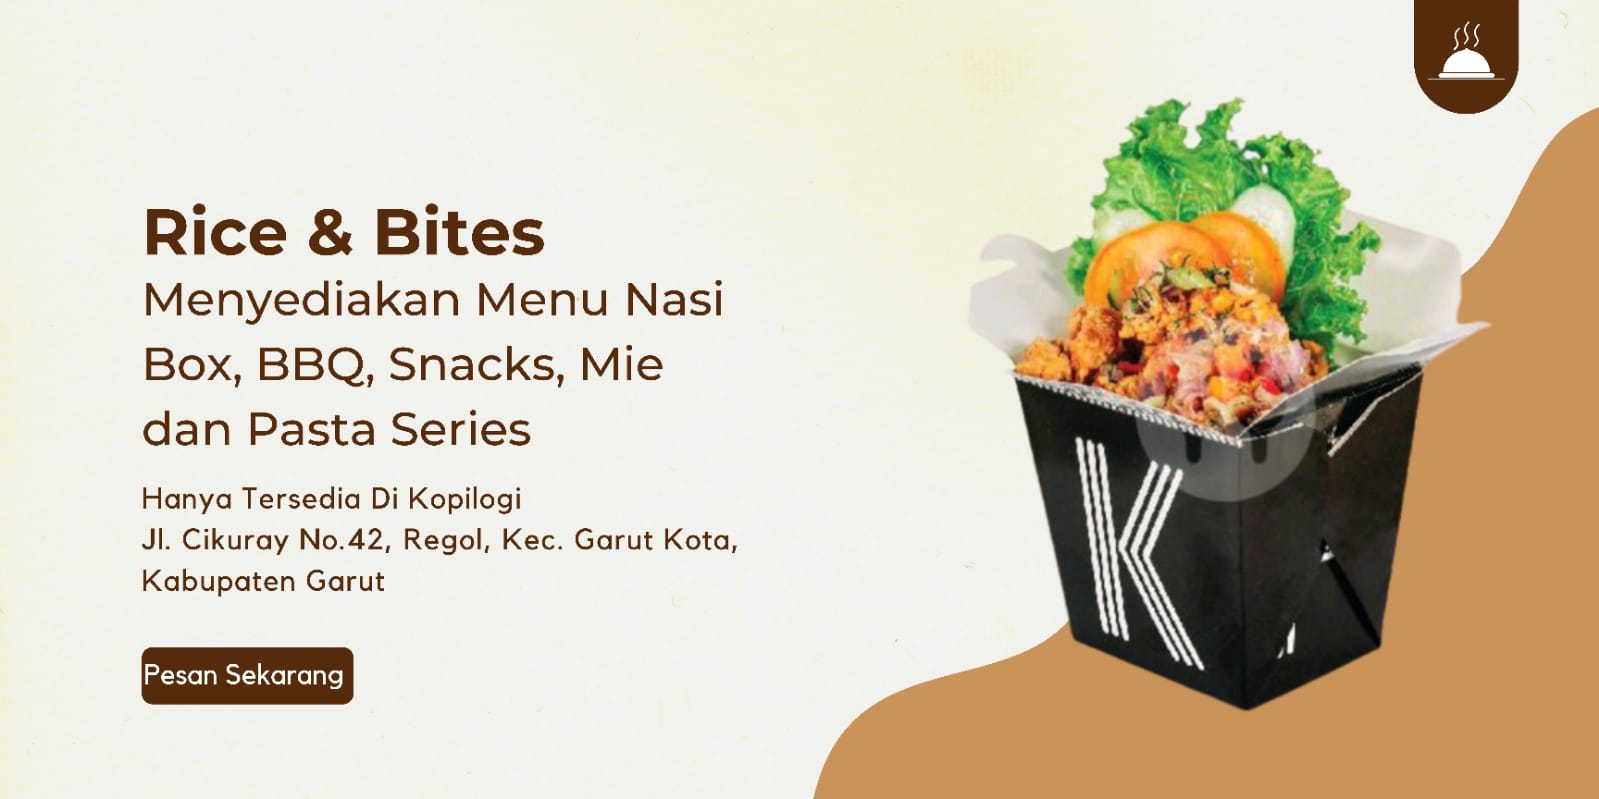 Rice & Bites
Menyediakan Menu Nasi
Box, BBQ, Snacks, Mie
dan Pasta Series
Hanya Tersedia Di Kopilogi
Jl. Cikuray No.42, Regol, Kec. Garut Kota,
Kabupaten Garut
Pesan Sekarang
K